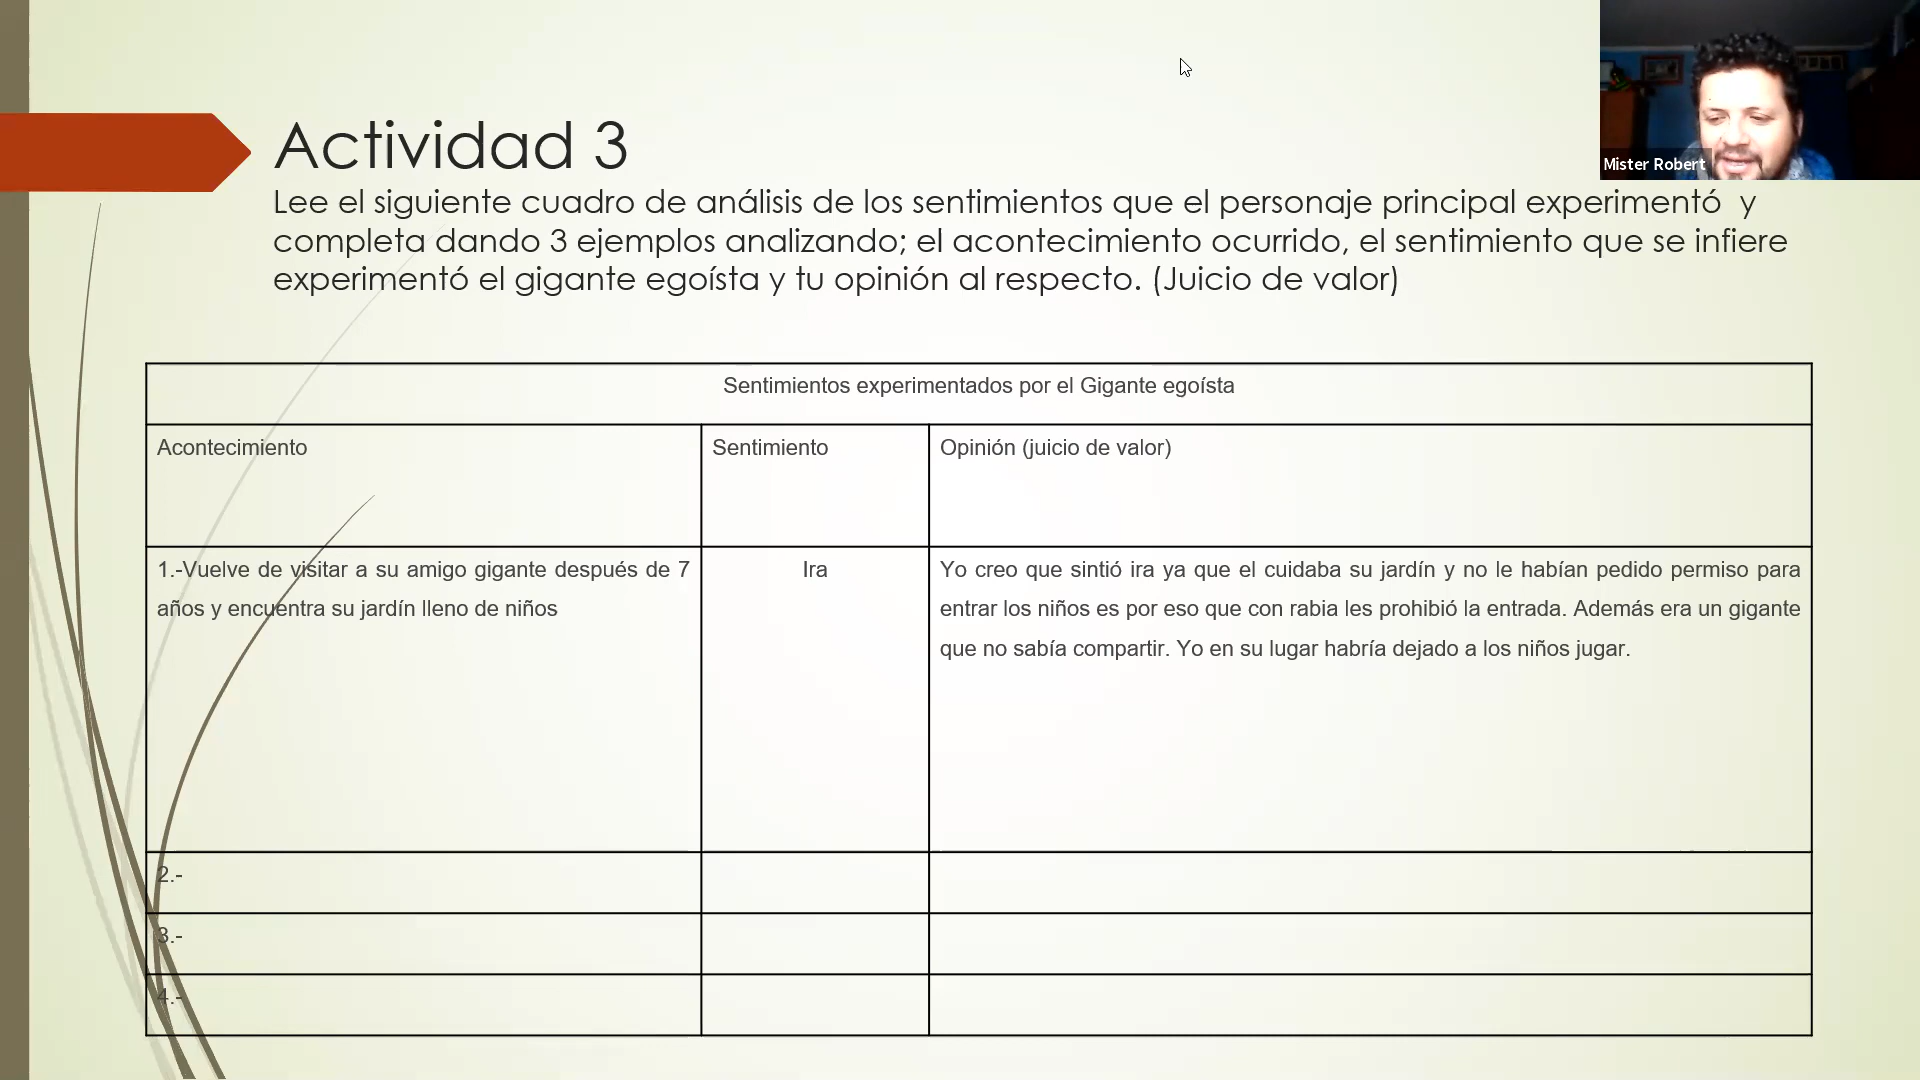 Mister Robert
Actividad 3
Lee el siguiente cuadro de análisis de los sentimientos que el personaje principal experimentó y
completa dando 3 ejemplos analizando; el acontecimiento ocurrido, el sentimiento que se infiere
experimentó el gigante egoísta y tu opinión al respecto. (Juicio de valor)
Sentimientos experimentados por el Gigante egoísta
Acontecimiento
Sentimiento
Opinión (juicio de valor)
1.-Vuelve de visitar a su amigo gigante después de 7
años y encuentra su jardín lleno de niños
Ira
Yo creo que sintió ira ya que el cuidaba su jardín y no le habían pedido permiso para
entrar los niños es por eso que con rabia les prohibió la entrada. Además era un gigante
que no sabía compartir. Yo en su lugar habría dejado a los niños jugar.
2.-
3.-
4.-